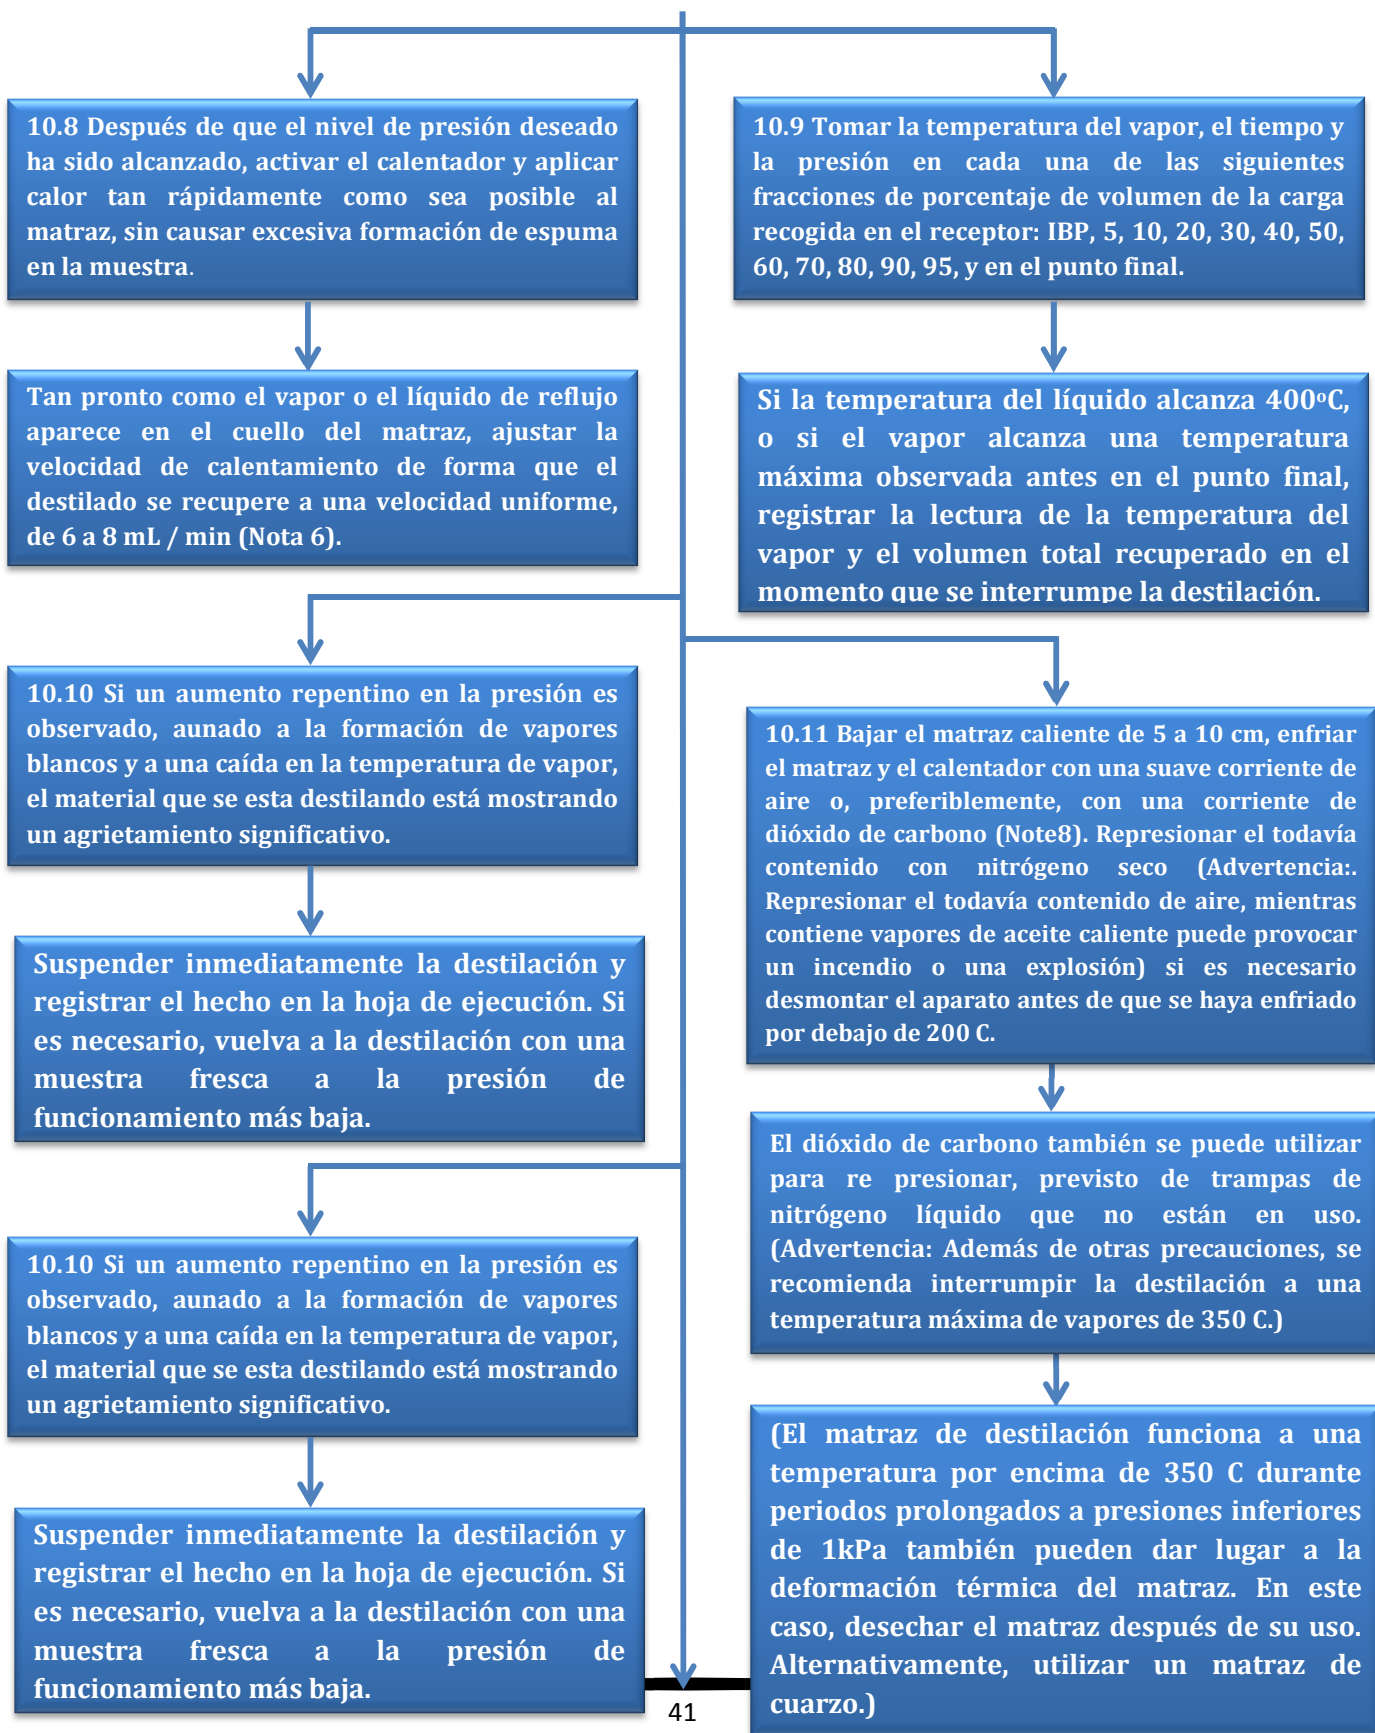 10.8 Después de que el nivel de presión deseado
ha sido alcanzado, activar el calentador y aplicar
calor tan rápidamente como sea posible al
matraz, sin causar excesiva formación de espuma
en la muestra.
10.9 Tomar la temperatura del vapor, el tiempo y
la presión en cada una de las siguientes
fracciones de porcentaje de volumen de la carga
recogida en el receptor: IBP, 5, 10, 20, 30, 40, 50,
60, 70, 80, 90, 95, y en el punto final.
Tan pronto como el vapor o el líquido de reflujo
aparece en el cuello del matraz, ajustar la
velocidad de calentamiento de forma que el
destilado se recupere a una velocidad uniforme,
de 6 a 8 mL / min (Nota 6).
Si la temperatura del líquido alcanza 400ºC,
o si el vapor alcanza una temperatura
máxima observada antes en el punto final,
registrar la lectura de la temperatura del
vapor y el volumen total recuperado en el
momento que se interrumpe la destilación.
10.10 Si un aumento repentino en la presión es
observado, aunado a la formación de vapores
blancos y a una caída en la temperatura de vapor,
el material que se esta destilando está mostrando
un agrietamiento significativo.
10.11 Bajar el matraz caliente de 5 a 10 cm, enfriar
el matraz y el calentador con una suave corriente de
aire o, preferiblemente, con una corriente de
dióxido de carbono (Note8). Represionar el todavía
contenido con nitrógeno seco (Advertencia:.
Represionar el todavía contenido de aire, mientras
contiene vapores de aceite caliente puede provocar
un incendio o una explosión) si es necesario
desmontar el aparato antes de que se haya enfriado
por debajo de 200 C.
Suspender inmediatamente la destilación y
registrar el hecho en la hoja de ejecución. Si
es necesario, vuelva a la destilación con una
muestra fresca a la presión de
funcionamiento más baja.
El dióxido de carbono también se puede utilizar
para re presionar, previsto de trampas de
nitrógeno líquido que no están en uso.
(Advertencia: Además de otras precauciones, se
recomienda interrumpir la destilación a una
temperatura máxima de vapores de 350 C.)
10.10 Si un aumento repentino en la presión es
observado, aunado a la formación de vapores
blancos y a una caída en la temperatura de vapor,
el material que se esta destilando está mostrando
un agrietamiento significativo.
(El matraz de destilación funciona a una
temperatura por encima de 350 C durante
periodos prolongados a presiones inferiores
de 1kPa también pueden dar lugar a la
deformación térmica del matraz. En este
caso, desechar el matraz después de su uso.
Alternativamente, utilizar un matraz de
cuarzo.)
Suspender inmediatamente la destilación y
registrar el hecho en la hoja de ejecución. Si
es necesario, vuelva a la destilación con una
muestra fresca a la presión de
funcionamiento más baja.
41